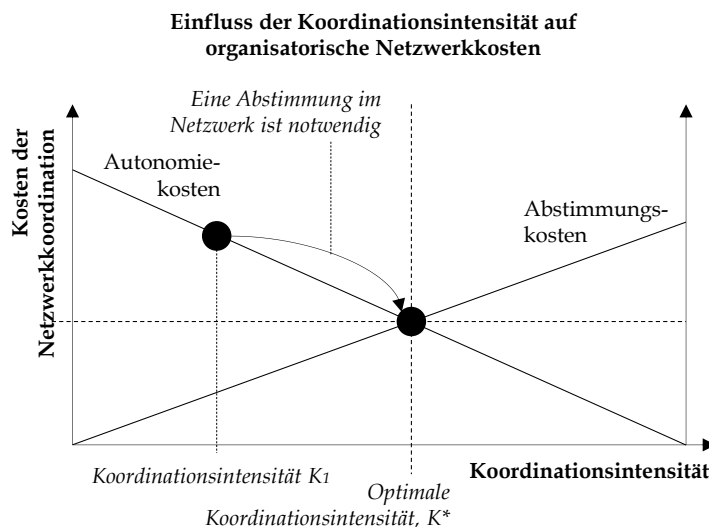 Einfluss der Koordinationsintensität auf
organisatorische Netzwerkkosten
Eine Abstimmung im
Netzwerk ist notwendig
Kosten der
Netzwerkkoordination
Autonomie-
kosten
Abstimmungs-
kosten
Koordinationsintensität K1
Optimale
Koordinationsintensität, K*
Koordinationsintensität